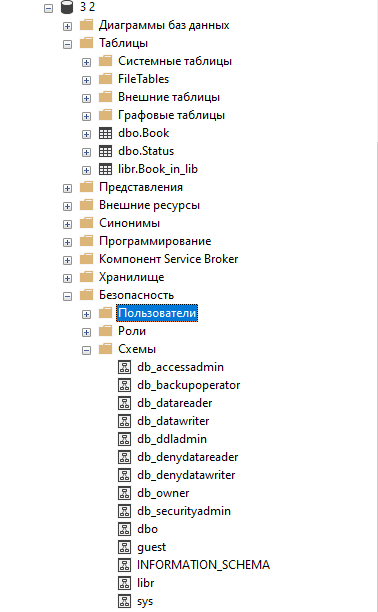 3 2
Диаграммы баз данных
Таблицы
Системные таблицы
FileTables
Внешние таблицы
Графовые таблицы
dbo.Book
dbo.Status
libr.Book_in_lib
Представления
Внешние ресурсы
Синонимы
Программирование
Компонент Service Broker
Хранилище
Безопасность
Пользователи
Роли
Схемы
db_accessadmin
db_backupoperator
db_datareader
db_datawriter
db_ddladmin
db_denydatareader
db_denydatawriter
db_owner
db_securityadmin
dbo
guest
INFORMATION_SCHEMA
libr
sys